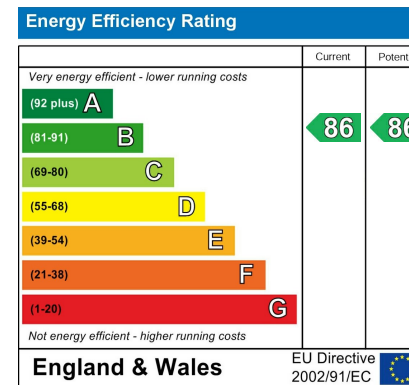 Energy Efficiency Rating
Current
Potent
Very energy efficient - lower running costs
(92 plus) A
(81-91) B
86
86
(69-80) C
(55-68) D
(39-54) E
(21-38) F
(1-20) G
Not energy efficient - higher running costs
England & Wales
EU Directive
2002/91/EC